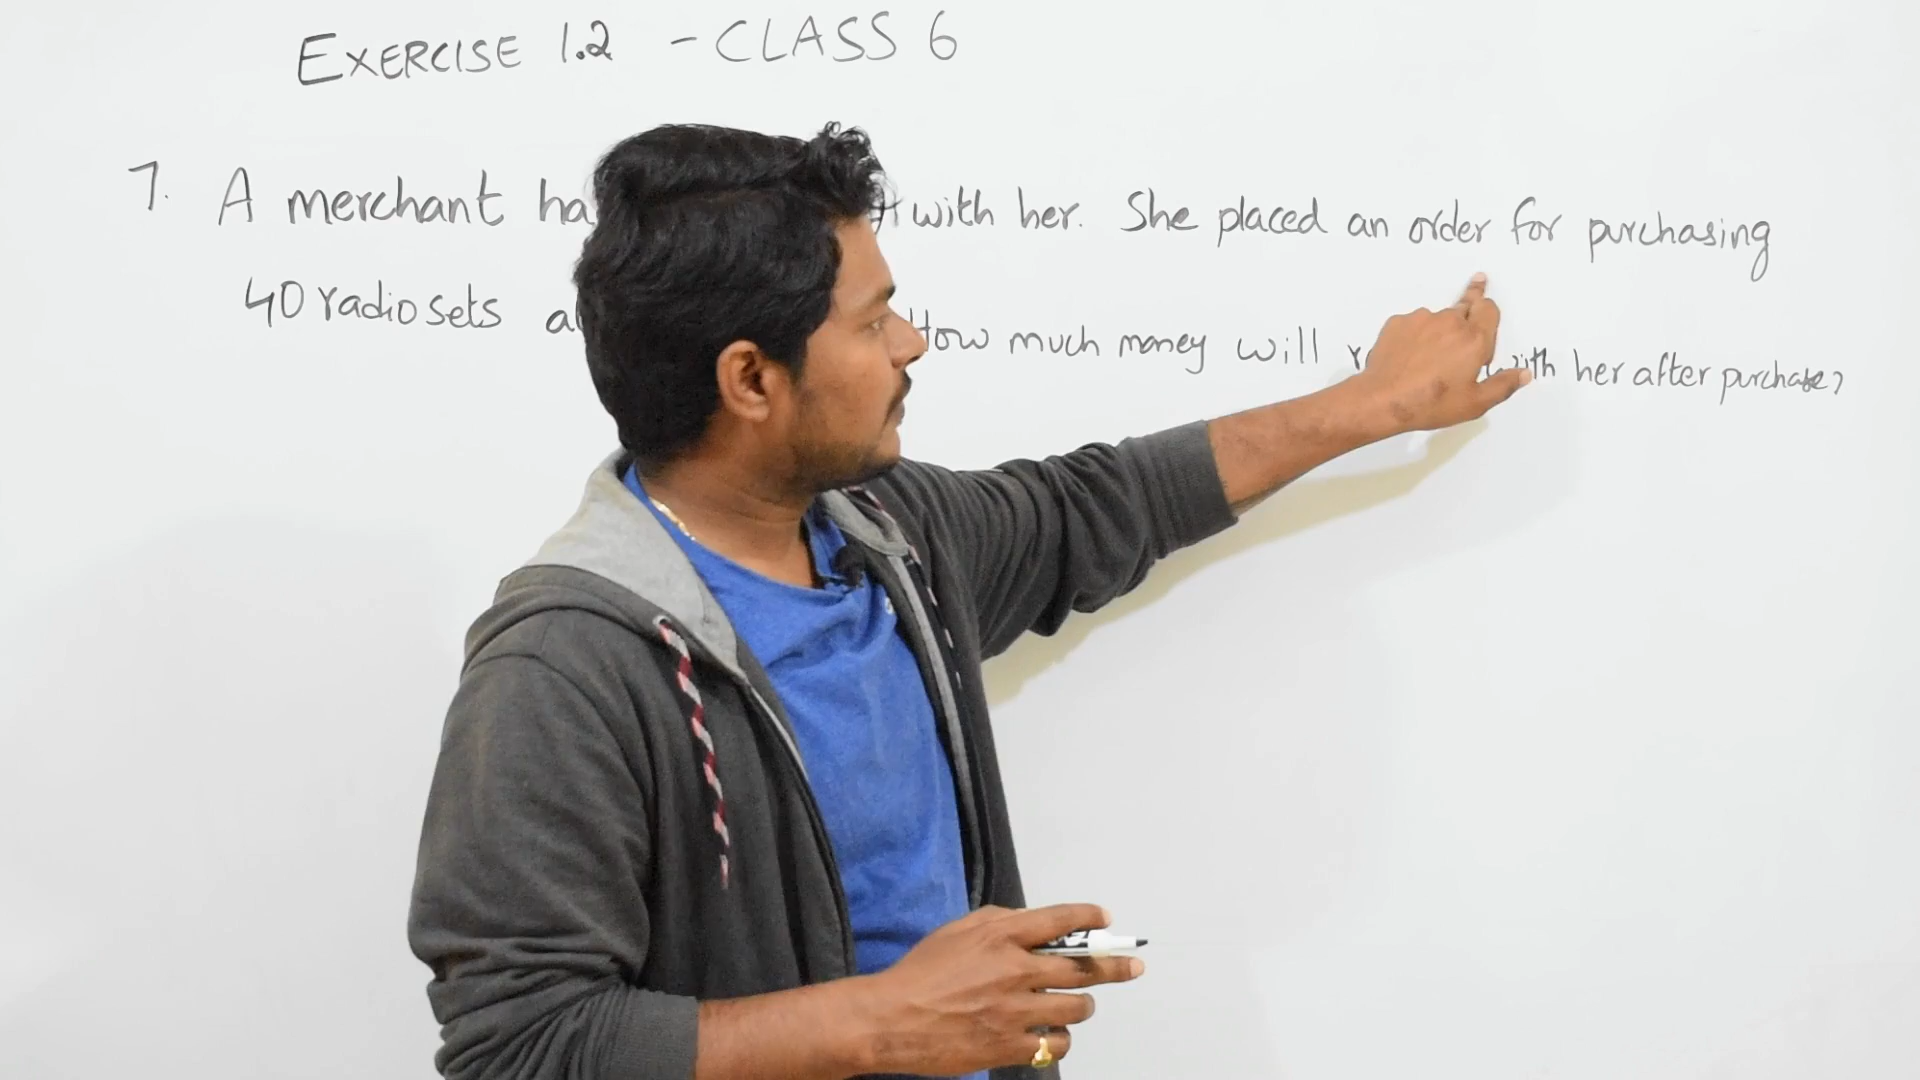 EXERCISE 1.2 - CLASS 6
7. A merchant ha with her. She placed an order for purchasing
40 radio sets a How much money will with her after purchase?